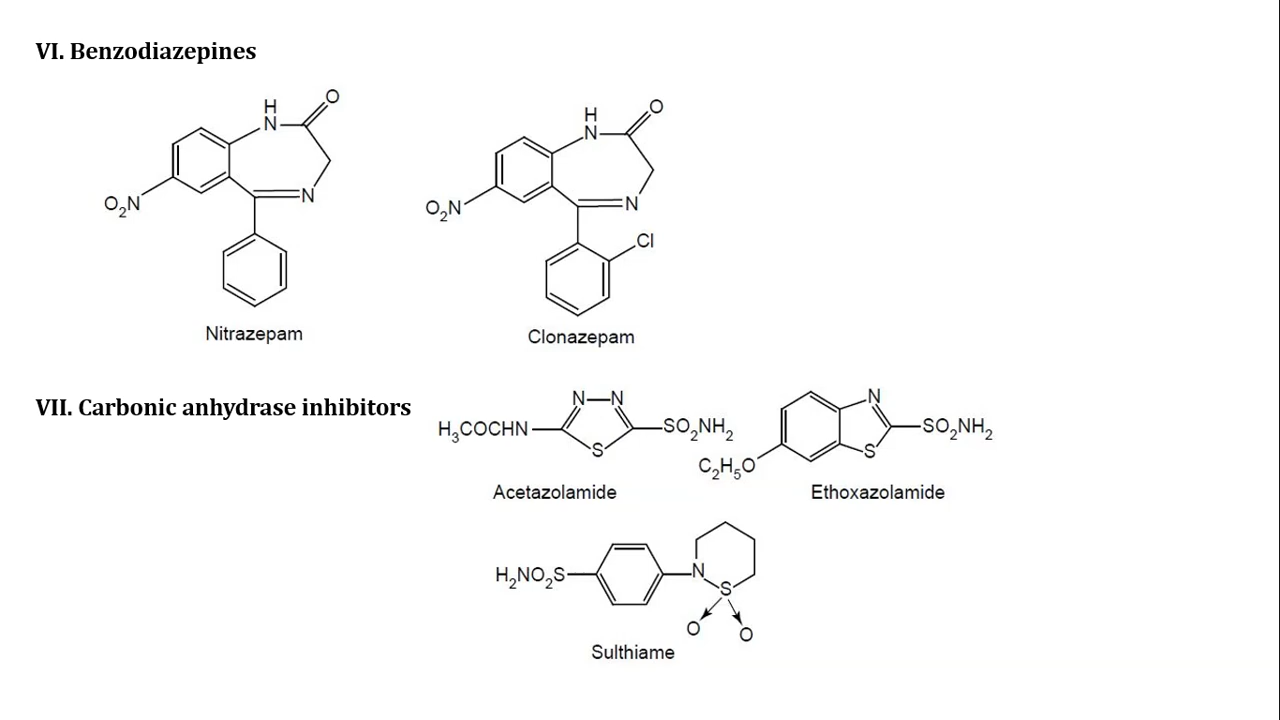 VI. Benzodiazepines
H
N
O
O₂N
N
H
N
O
O₂N
N
Cl
Nitrazepam
Clonazepam
VII. Carbonic anhydrase inhibitors
H₃COCHN
N
N
S
SO₂NH₂
N
S
SO₂NH₂
C₂H₅O
Acetazolamide
Ethoxazolamide
H₂NO₂S
N
S
O
O
Sulthiame